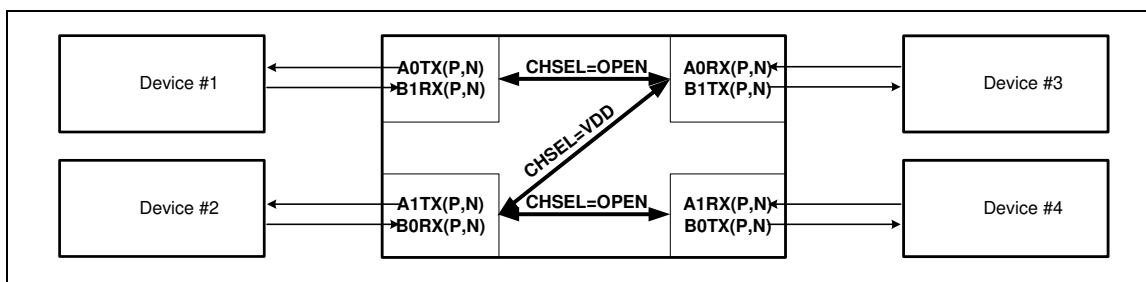 Device #1
A0TX(P,N)
B1RX(P,N)
CHSEL=OPEN
A0RX(P,N)
B1TX(P,N)
Device #3
CHSEL=VDD
Device #2
A1TX(P,N)
B0RX(P,N)
CHSEL=OPEN
A1RX(P,N)
B0TX(P,N)
Device #4